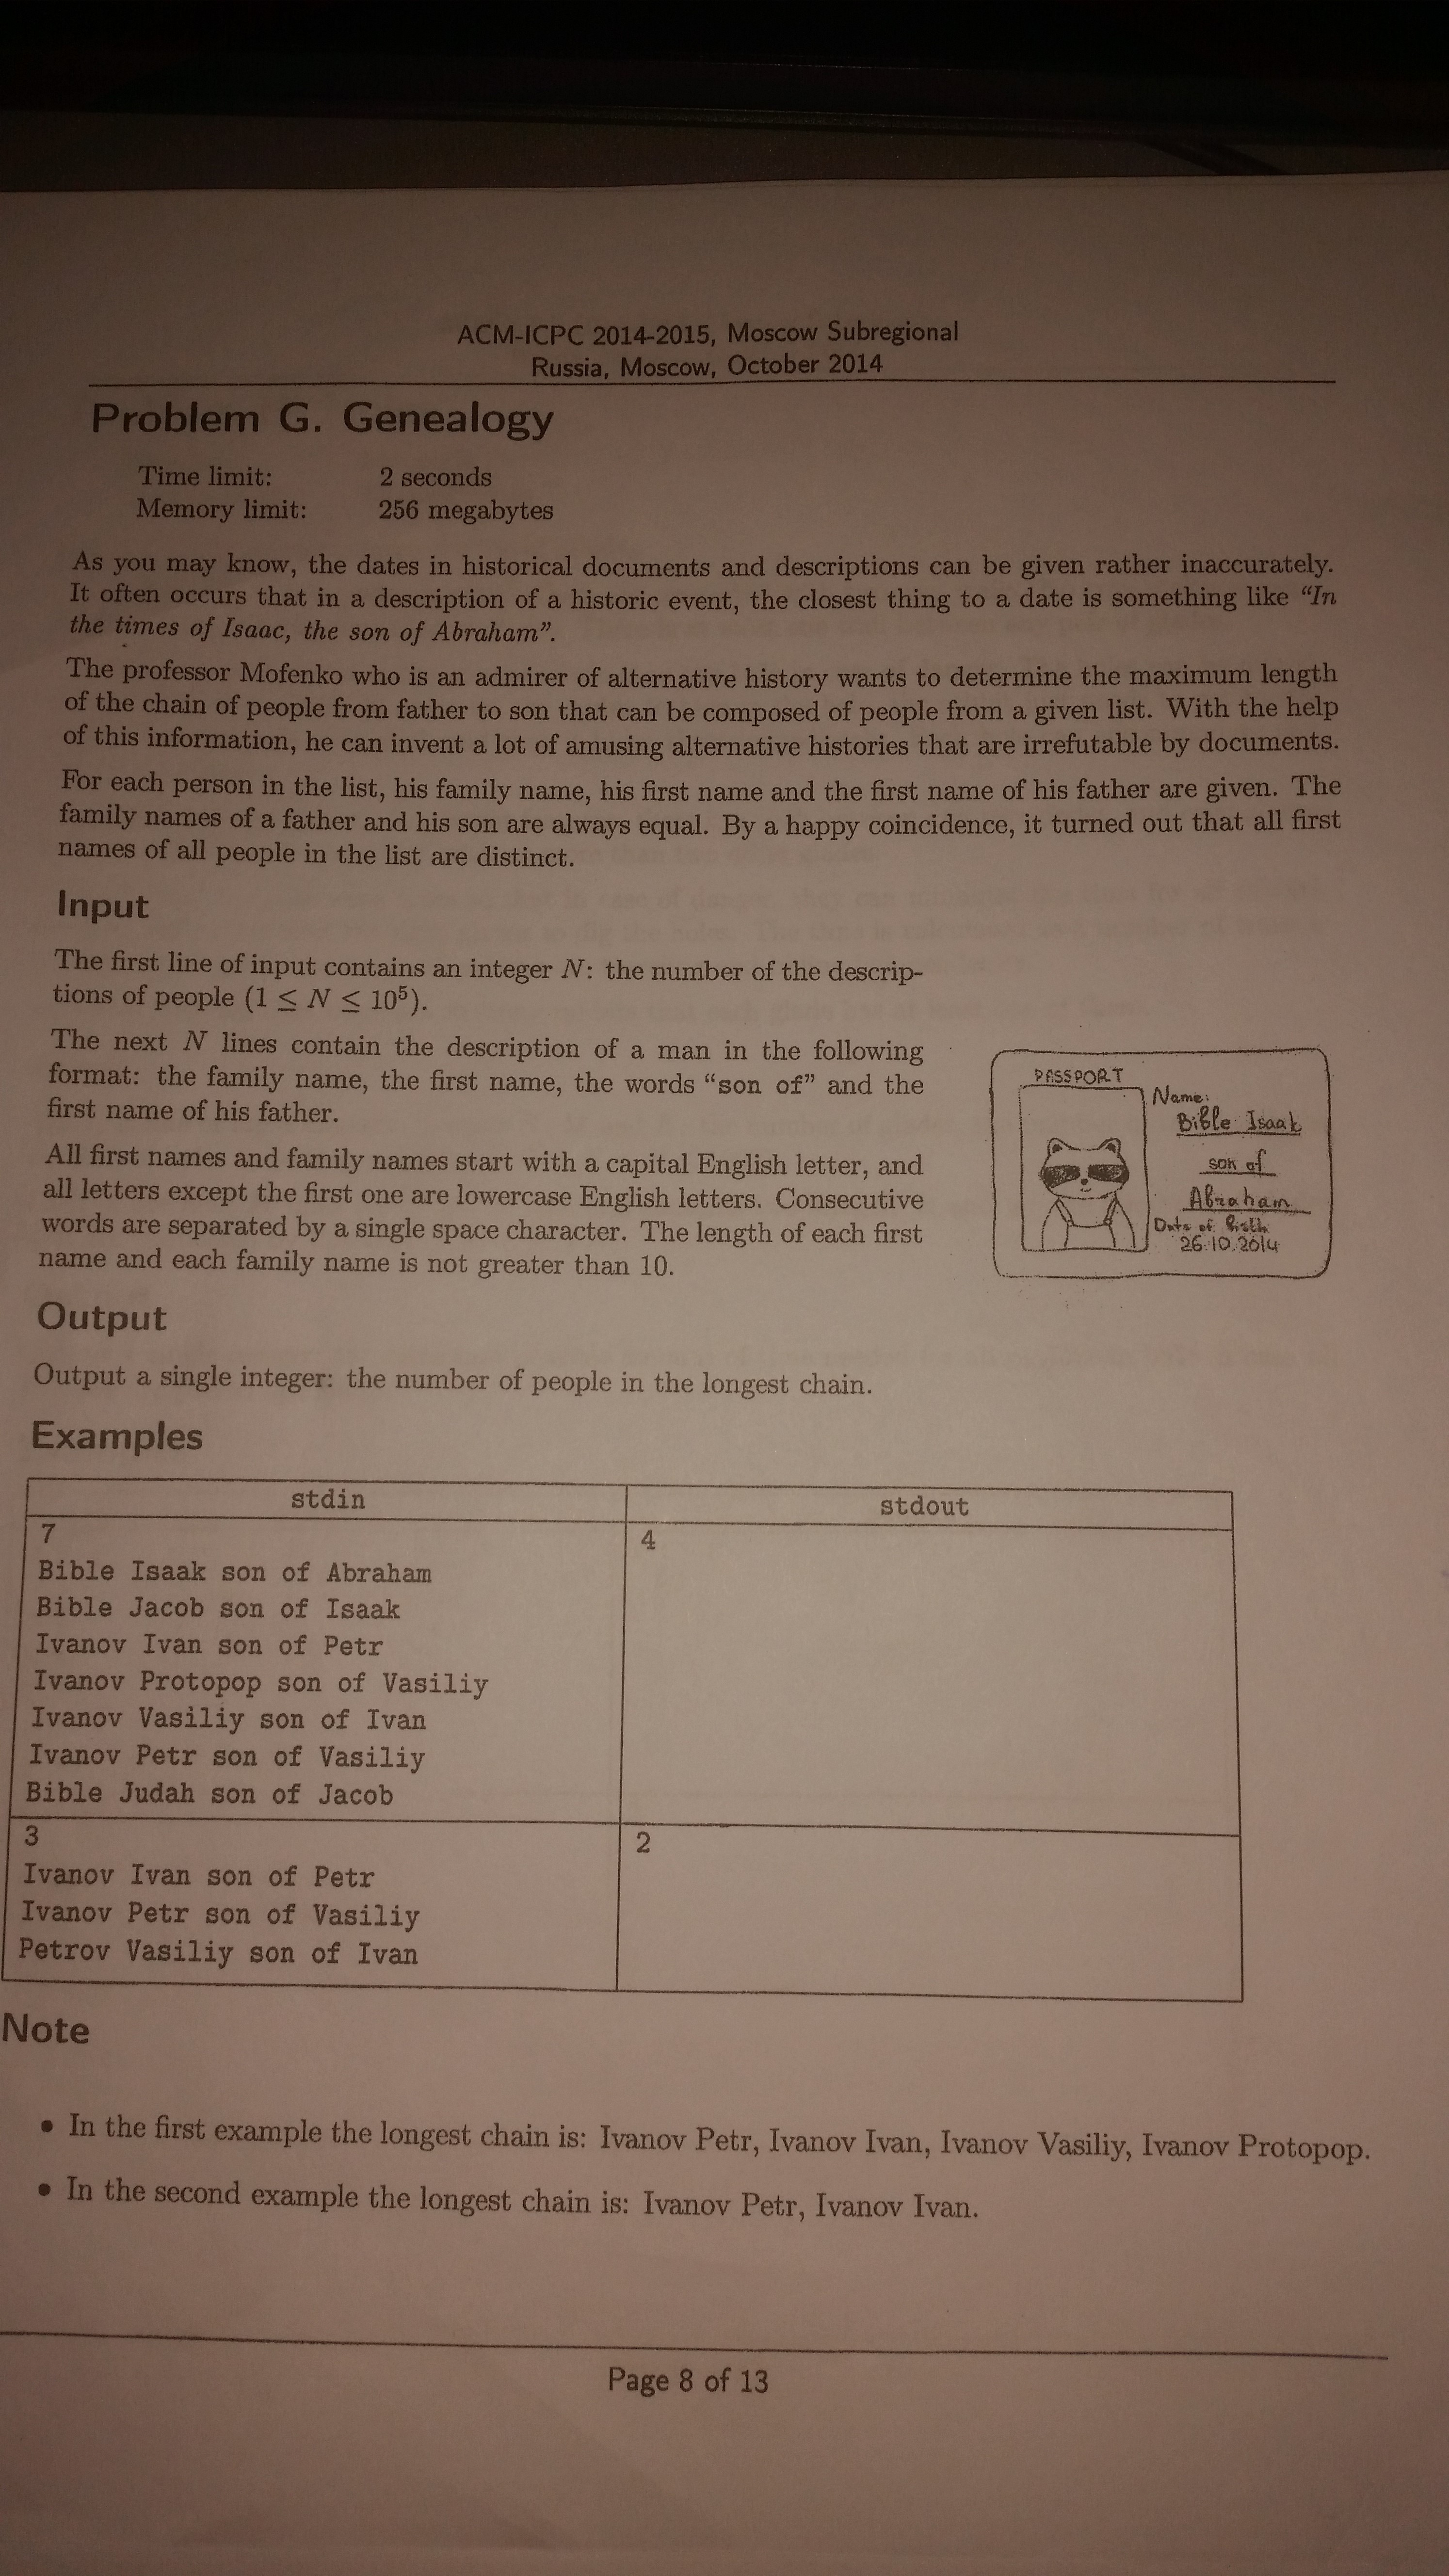 ACM-ICPC 2014-2015, Moscow Subregional
Russia, Moscow, October 2014
Problem G. Genealogy
Time limit: 2 seconds
Memory limit: 256 megabytes
As you may know, the dates in historical documents and descriptions can be given rather inaccurately.
It often occurs that in a description of a historic event, the closest thing to a date is something like “In
the times of Isaac, the son of Abraham”.
The professor Mofenko who is an admirer of alternative history wants to determine the maximum length
of the chain of people from father to son that can be composed of people from a given list. With the help
of this information, he can invent a lot of amusing alternative histories that are irrefutable by documents.
For each person in the list, his family name, his first name and the first name of his father are given. The
family names of a father and his son are always equal. By a happy coincidence, it turned out that all first
names of all people in the list are distinct.
Input
The first line of input contains an integer N: the number of the descrip-
tions of people (1 ≤ N ≤ 10⁵).
The next N lines contain the description of a man in the following
format: the family name, the first name, the words “son of” and the
first name of his father.
All first names and family names start with a capital English letter, and
all letters except the first one are lowercase English letters. Consecutive
words are separated by a single space character. The length of each first
name and each family name is not greater than 10.
PASSPORT
Name:
Bible Isaak
son of
Abraham
Date of Birth
26.10.2014
Output
Output a single integer: the number of people in the longest chain.
Examples
stdin stdout
7 4
Bible Isaak son of Abraham
Bible Jacob son of Isaak
Ivanov Ivan son of Petr
Ivanov Protopop son of Vasiliy
Ivanov Vasiliy son of Ivan
Ivanov Petr son of Vasiliy
Bible Judah son of Jacob
3 2
Ivanov Ivan son of Petr
Ivanov Petr son of Vasiliy
Petrov Vasiliy son of Ivan
Note
• In the first example the longest chain is: Ivanov Petr, Ivanov Ivan, Ivanov Vasiliy, Ivanov Protopop.
• In the second example the longest chain is: Ivanov Petr, Ivanov Ivan.
Page 8 of 13